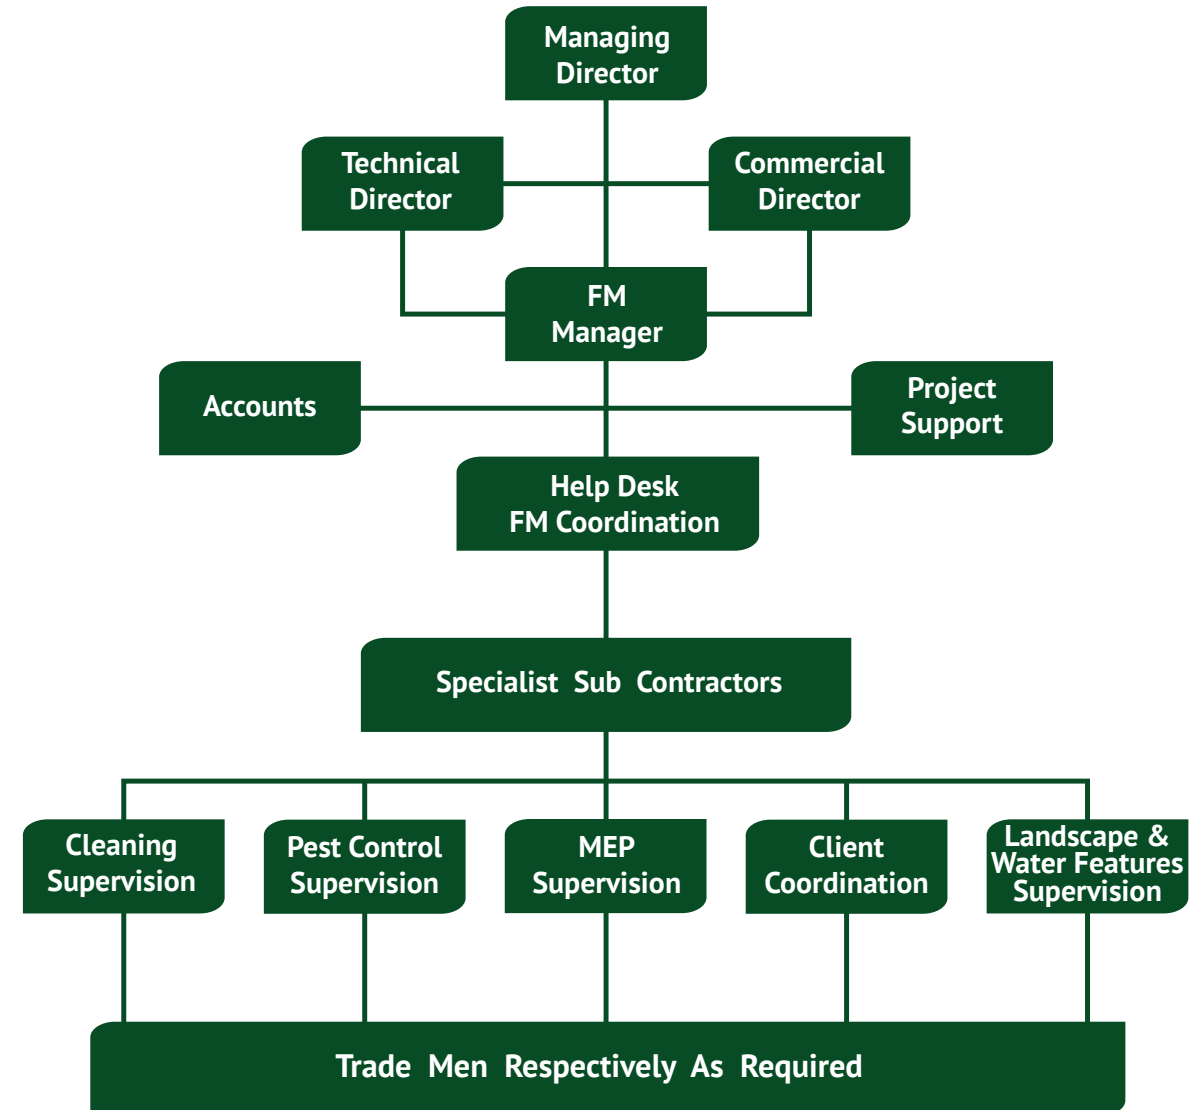 Managing
Director
Technical
Director
Commercial
Director
FM
Manager
Accounts
Project
Support
Help Desk
FM Coordination
Specialist Sub Contractors
Cleaning
Supervision
Pest Control
Supervision
MEP
Supervision
Client
Coordination
Landscape &
Water Features
Supervision
Trade Men Respectively As Required